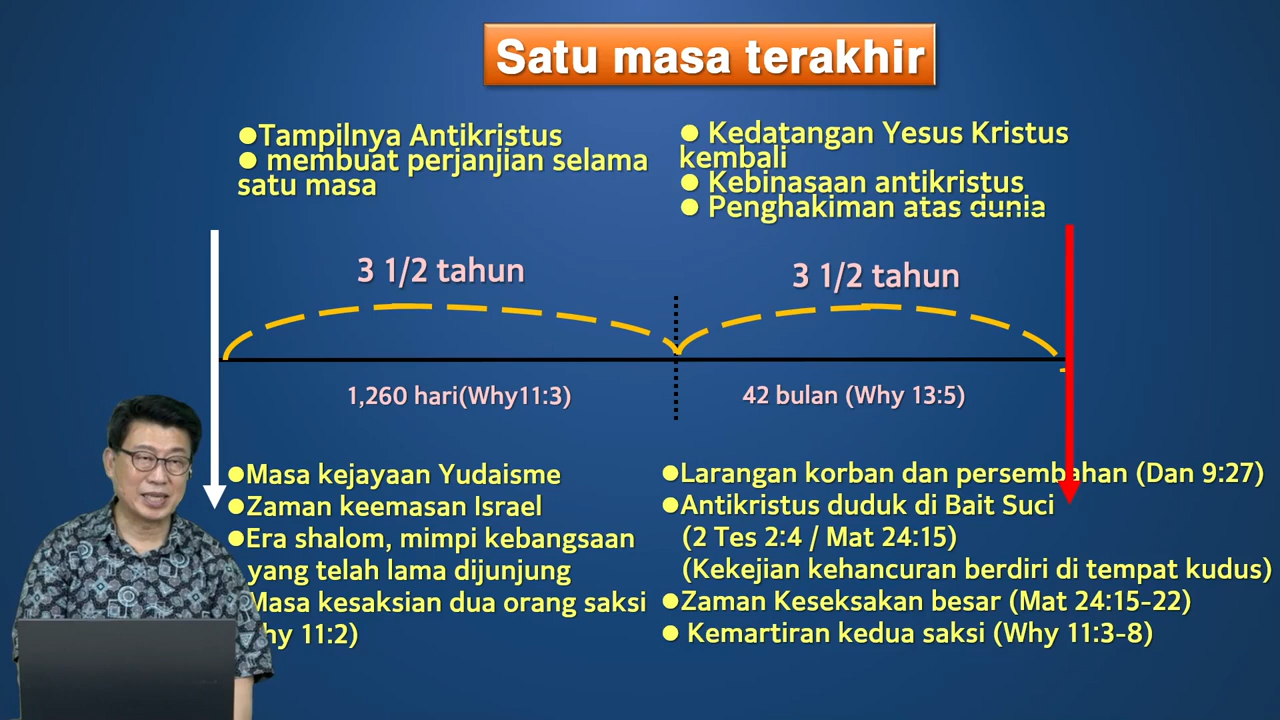 Satu masa terakhir
●Tampilnya Antikristus
● membuat perjanjian selama
satu masa
● Kedatangan Yesus Kristus
kembali
● Kebinasaan antikristus
● Penghakiman atas dunia
3 1/2 tahun
3 1/2 tahun
1,260 hari(Why11:3)
42 bulan (Why 13:5)
●Masa kejayaan Yudaisme
●Zaman keemasan Israel
●Era shalom, mimpi kebangsaan
yang telah lama dijunjung
Masa kesaksian dua orang saksi
hy 11:2)
●Larangan korban dan persembahan (Dan 9:27)
●Antikristus duduk di Bait Suci
(2 Tes 2:4 / Mat 24:15)
(Kekejian kehancuran berdiri di tempat kudus)
●Zaman Keseksakan besar (Mat 24:15-22)
● Kemartiran kedua saksi (Why 11:3-8)